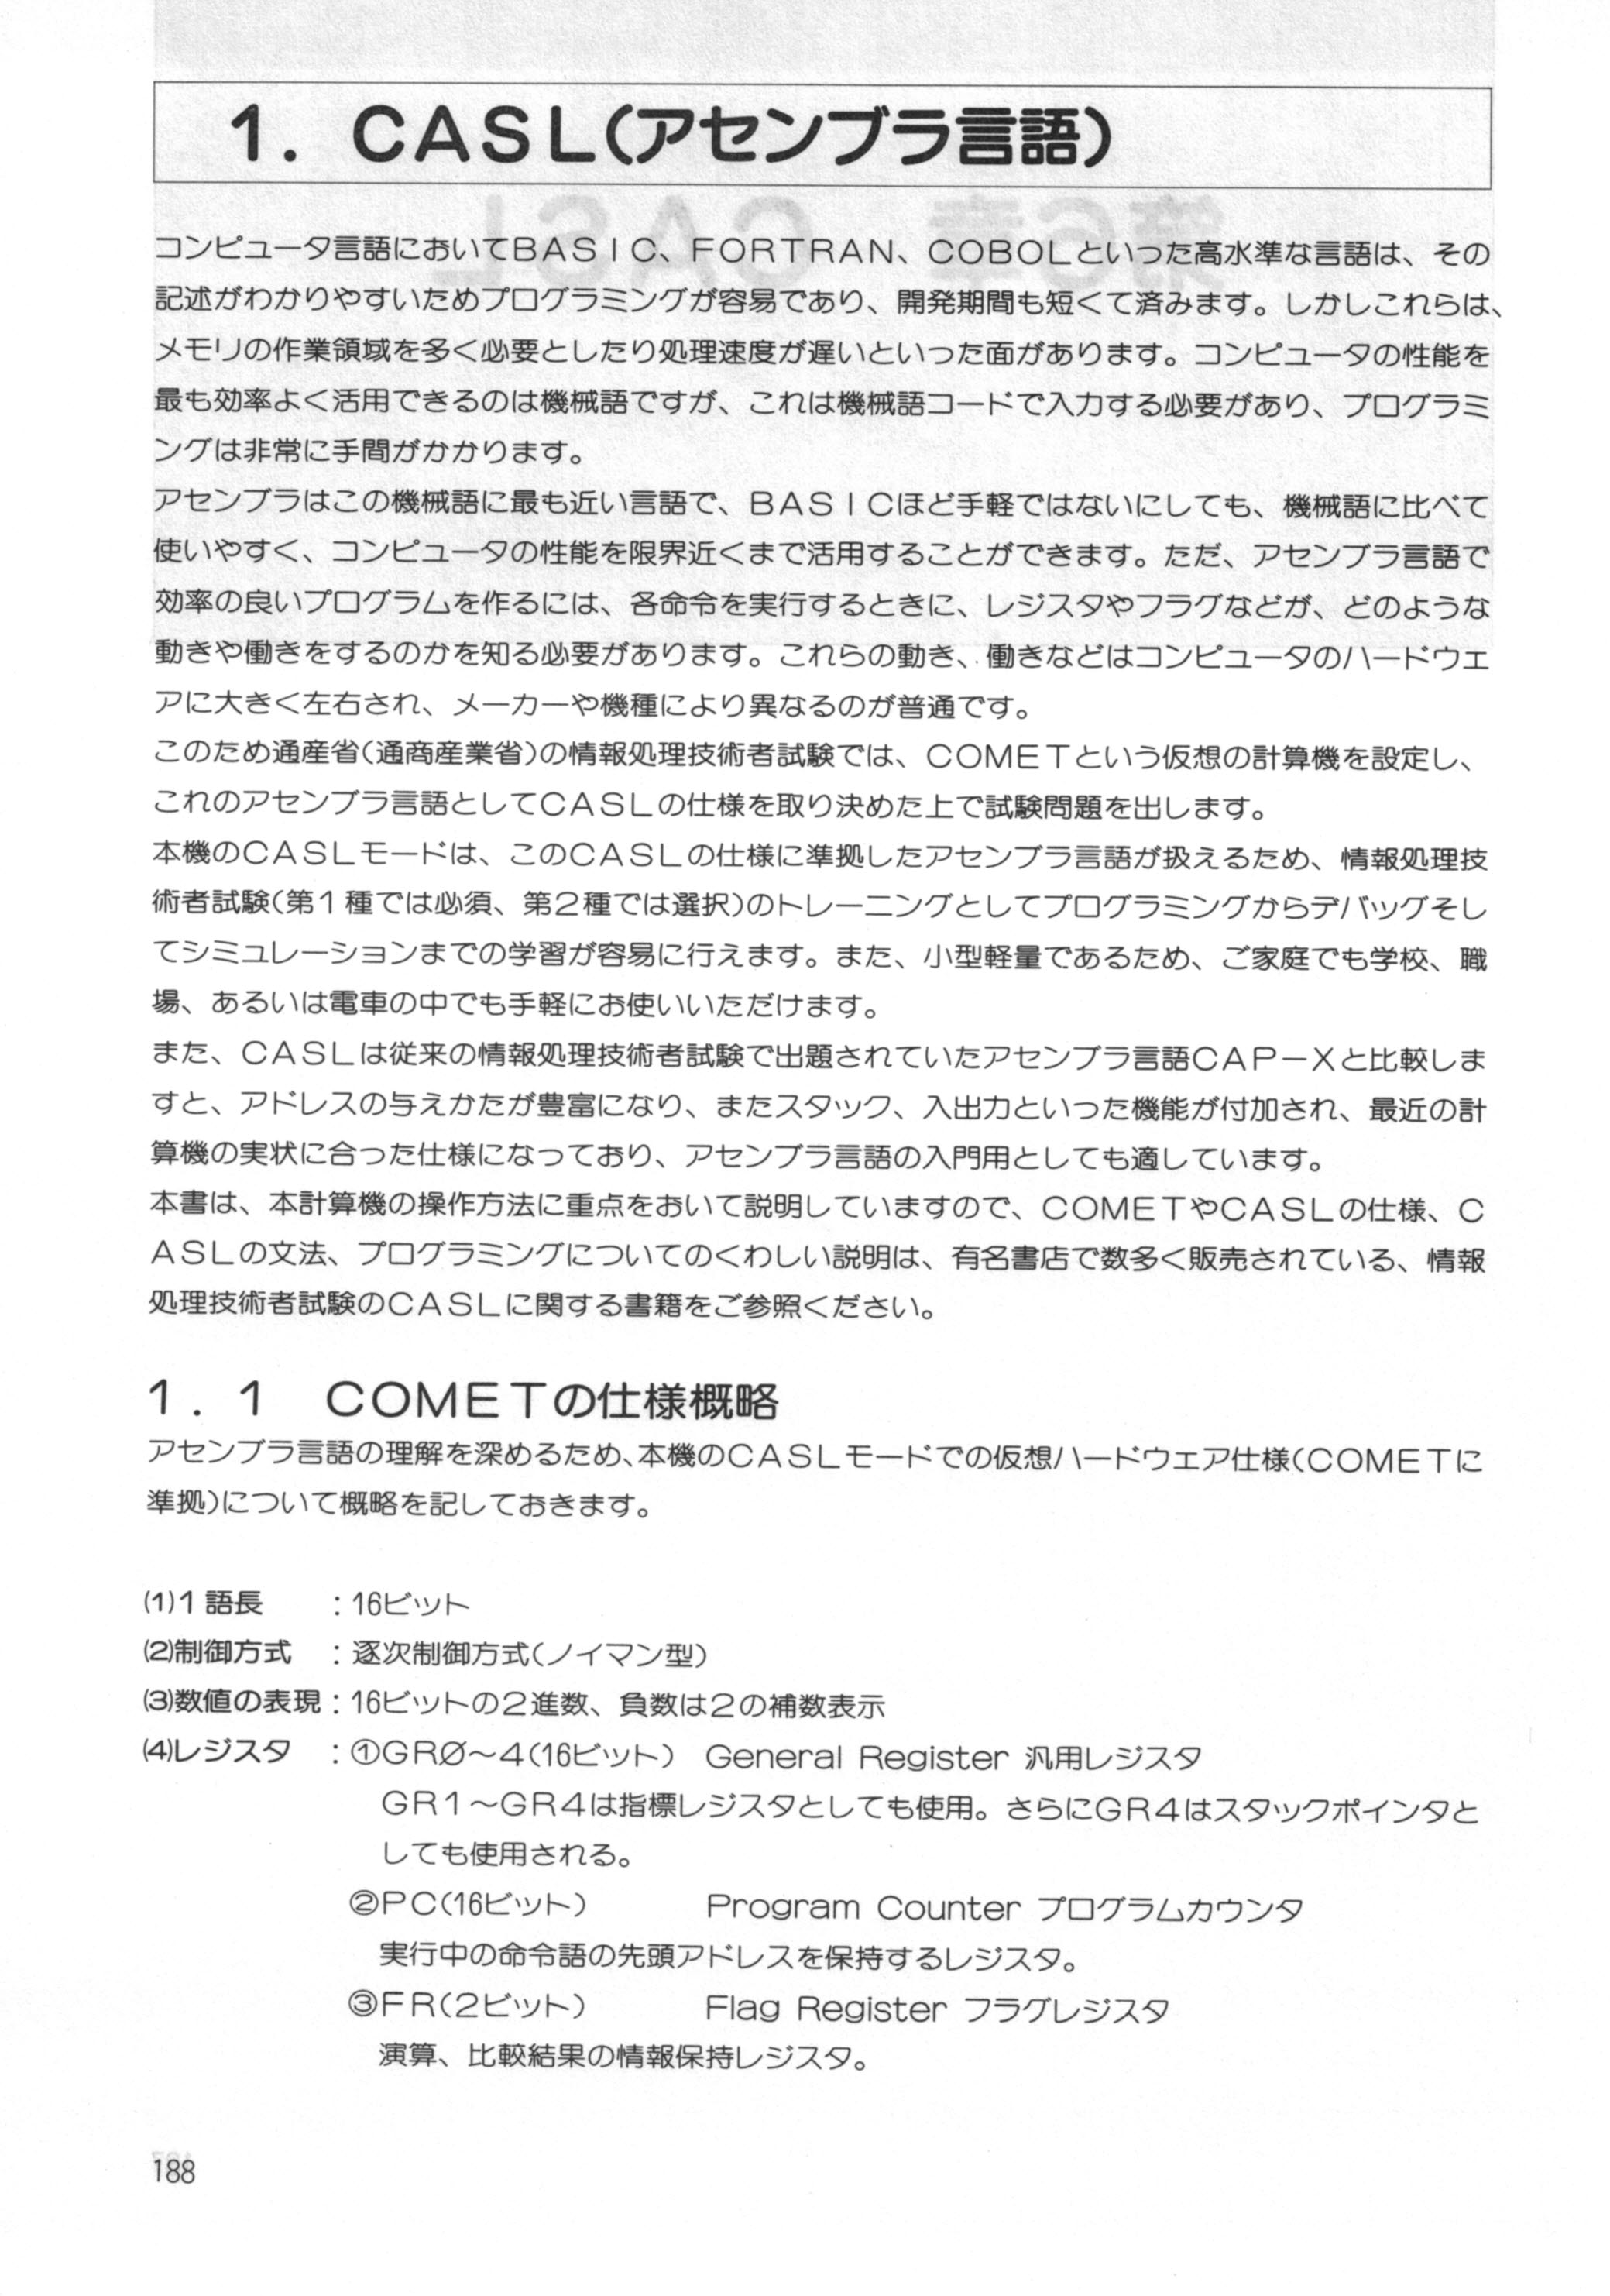 1. CASL(アセンブラ言語)
コンピュータ言語においてBASIC、FORTRAN、COBOLといった高水準な言語は、その
記述がわかりやすいためプログラミングが容易であり、開発期間も短くて済みます。しかしこれらは、
メモリの作業領域を多く必要としたり処理速度が遅いといった面があります。コンピュータの性能を
最も効率よく活用できるのは機械語ですが、これは機械語コードで入力する必要があり、プログラミ
ングは非常に手間がかかります。
アセンブラはこの機械語に最も近い言語で、BASICほど手軽ではないにしても、機械語に比べて
使いやすく、コンピュータの性能を限界近くまで活用することができます。ただ、アセンブラ言語で
効率の良いプログラムを作るには、各命令を実行するときに、レジスタやフラグなどが、どのような
動きや働きをするのかを知る必要があります。これらの動き、働きなどはコンピュータのハードウェ
アに大きく左右され、メーカーや機種により異なるのが普通です。
このため通産省(通商産業省)の情報処理技術者試験では、COMETという仮想の計算機を設定し、
これのアセンブラ言語としてCASLの仕様を取り決めた上で試験問題を出します。
本機のCASLモードは、このCASLの仕様に準拠したアセンブラ言語が扱えるため、情報処理技
術者試験(第1種では必須、第2種では選択)のトレーニングとしてプログラミングからデバッグそし
てシミュレーションまでの学習が容易に行えます。また、小型軽量であるため、ご家庭でも学校、職
場、あるいは電車の中でも手軽にお使いいただけます。
また、CASLは従来の情報処理技術者試験で出題されていたアセンブラ言語CAP－Xと比較しま
すと、アドレスの与えかたが豊富になり、またスタック、入出力といった機能が付加され、最近の計
算機の実状に合った仕様になっており、アセンブラ言語の入門用としても適しています。
本書は、本計算機の操作方法に重点をおいて説明していますので、COMETやCASLの仕様、C
ASLの文法、プログラミングについてのくわしい説明は、有名書店で数多く販売されている、情報
処理技術者試験のCASLに関する書籍をご参照ください。
1.1 COMETの仕様概略
アセンブラ言語の理解を深めるため、本機のCASLモードでの仮想ハードウェア仕様(COMETに
準拠)について概略を記しておきます。
(1)1語長 :16ビット
(2)制御方式 :逐次制御方式(ノイマン型)
(3)数値の表現:16ビットの2進数、負数は2の補数表示
(4)レジスタ :①GRØ～4(16ビット) General Register 汎用レジスタ
GR1～GR4は指標レジスタとしても使用。さらにGR4はスタックポインタと
しても使用される。
②PC(16ビット) Program Counter プログラムカウンタ
実行中の命令語の先頭アドレスを保持するレジスタ。
③FR(2ビット) Flag Register フラグレジスタ
演算、比較結果の情報保持レジスタ。
188